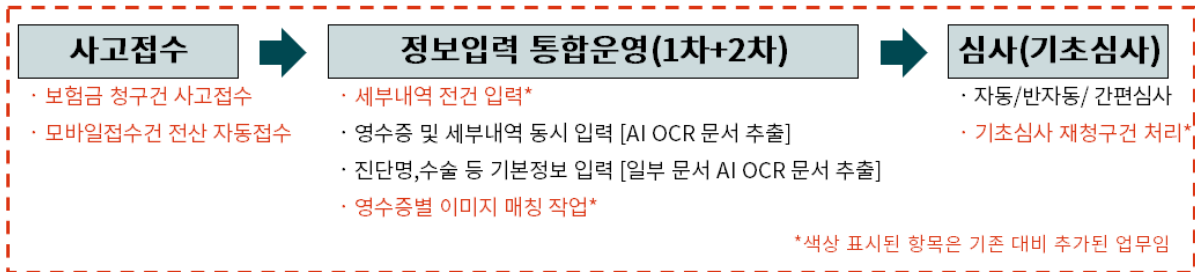 사고접수
· 보험금 청구건 사고접수
· 모바일접수건 전산 자동접수
정보입력 통합운영(1차+2차)
· 세부내역 전건 입력*
· 영수증 및 세부내역 동시 입력 [AI OCR 문서 추출]
· 진단명,수술 등 기본정보 입력 [일부 문서 AI OCR 문서 추출]
· 영수증별 이미지 매칭 작업*
심사(기초심사)
· 자동/반자동/ 간편심사
· 기초심사 재청구건 처리*
*색상 표시된 항목은 기존 대비 추가된 업무임